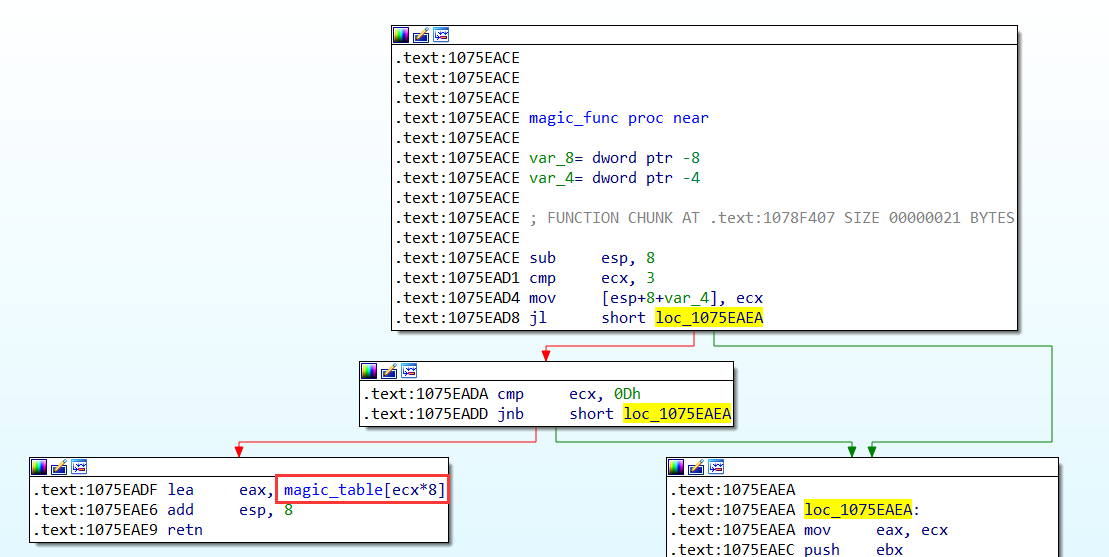 .text:1075EACE
.text:1075EACE
.text:1075EACE
.text:1075EACE magic_func proc near
.text:1075EACE
.text:1075EACE var_8= dword ptr -8
.text:1075EACE var_4= dword ptr -4
.text:1075EACE
.text:1075EACE ; FUNCTION CHUNK AT .text:1078F407 SIZE 00000021 BYTES
.text:1075EACE
.text:1075EACE sub     esp, 8
.text:1075EAD1 cmp     ecx, 3
.text:1075EAD4 mov     [esp+8+var_4], ecx
.text:1075EAD8 jl      short loc_1075EAEA
.text:1075EADA cmp     ecx, 0Dh
.text:1075EADD jnb     short loc_1075EAEA
.text:1075EADF lea     eax, magic_table[ecx*8]
.text:1075EAE6 add     esp, 8
.text:1075EAE9 retn
.text:1075EAEA
.text:1075EAEA loc_1075EAEA:
.text:1075EAEA mov     eax, ecx
.text:1075EAEC push    ebx